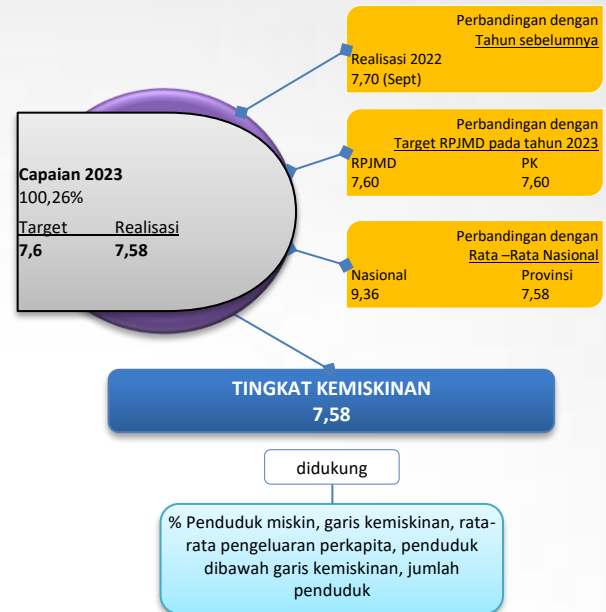 Perbandingan dengan
Tahun sebelumnya
Realisasi 2022
7,70 (Sept)
Perbandingan dengan
Target RPJMD pada tahun 2023
RPJMD PK
7,60 7,60
Capaian 2023
100,26%
Target Realisasi
7,6 7,58
Perbandingan dengan
Rata –Rata Nasional
Nasional Provinsi
9,36 7,58
TINGKAT KEMISKINAN
7,58
didukung
% Penduduk miskin, garis kemiskinan, rata-
rata pengeluaran perkapita, penduduk
dibawah garis kemiskinan, jumlah
penduduk